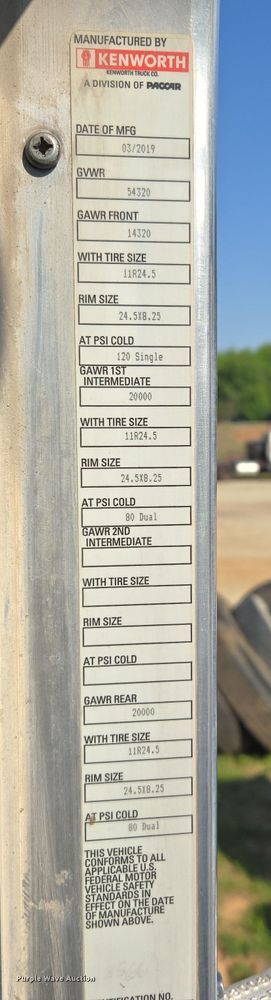 MANUFACTURED BY
KENWORTH
KENWORTH TRUCK CO.
A DIVISION OF PACCAR
DATE OF MFG
03/2019
GVWR
54320
GAWR FRONT
14320
WITH TIRE SIZE
11R24.5
RIM SIZE
24.5X8.25
AT PSI COLD
120 Single
GAWR 1ST
INTERMEDIATE
20000
WITH TIRE SIZE
11R24.5
RIM SIZE
24.5X8.25
AT PSI COLD
80 Dual
GAWR 2ND
INTERMEDIATE
WITH TIRE SIZE
RIM SIZE
AT PSI COLD
GAWR REAR
20000
WITH TIRE SIZE
11R24.5
RIM SIZE
24.5X8.25
AT PSI COLD
80 Dual
THIS VEHICLE
CONFORMS TO ALL
APPLICABLE U.S.
FEDERAL MOTOR
VEHICLE SAFETY
STANDARDS IN
EFFECT ON THE DATE
OF MANUFACTURE
SHOWN ABOVE.
Purple Wave Auction
ENTIFICATION NO.